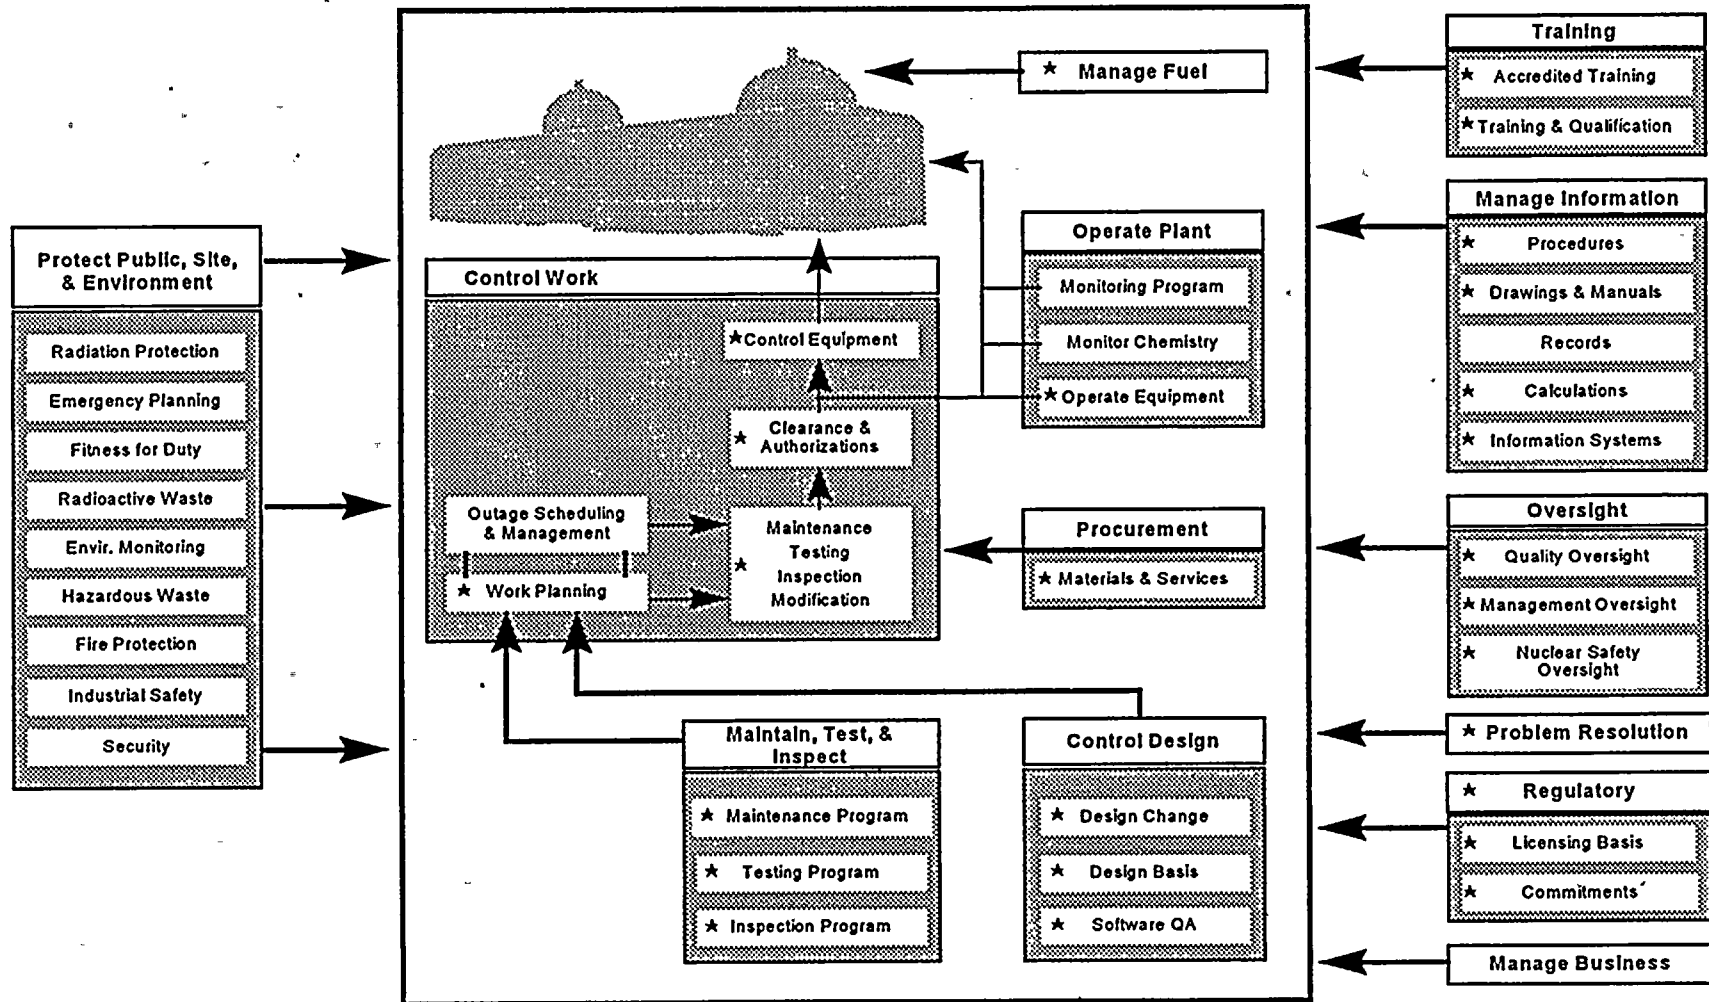 Protect Public, Site,
& Environment
Radiation Protection
Emergency Planning
Fitness for Duty
Radioactive Waste
Envir. Monitoring
Hazardous Waste
Fire Protection
Industrial Safety
Security
★ Manage Fuel
Control Work
★ Control Equipment
★ Clearance &
Authorizations
Outage Scheduling
& Management
★ Work Planning
★ Maintenance
Testing
Inspection
Modification
Operate Plant
Monitoring Program
Monitor Chemistry
★ Operate Equipment
Procurement
★ Materials & Services
Maintain, Test, &
Inspect
★ Maintenance Program
★ Testing Program
★ Inspection Program
Control Design
★ Design Change
★ Design Basis
★ Software QA
Training
★ Accredited Training
★ Training & Qualification
Manage Information
★ Procedures
★ Drawings & Manuals
Records
★ Calculations
★ Information Systems
Oversight
★ Quality Oversight
★ Management Oversight
★ Nuclear Safety
Oversight
★ Problem Resolution
★ Regulatory
★ Licensing Basis
★ Commitments
Manage Business